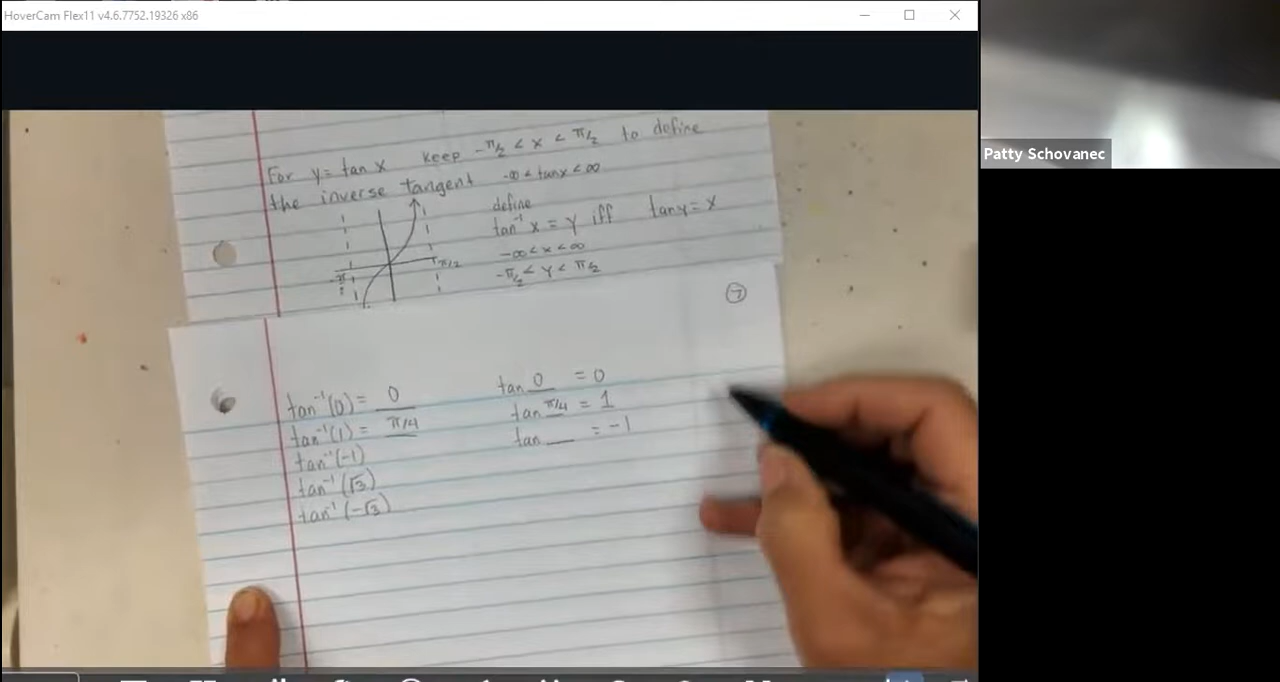 HoverCam Flex11 v4.6.7752.19326 x86
Patty Schovanec
For y = tan x keep -π/2 < x < π/2 to define
the inverse tangent -∞ < tanx < ∞
define
tan⁻¹ x = y iff tan y = x
-∞ < x < ∞
-π/2 < y < π/2
π/2
7
tan⁻¹(0) = 0
tan⁻¹(1) = π/4
tan⁻¹(-1)
tan⁻¹(√3)
tan⁻¹(-√3)
tan 0 = 0
tan π/4 = 1
tan ___ = -1